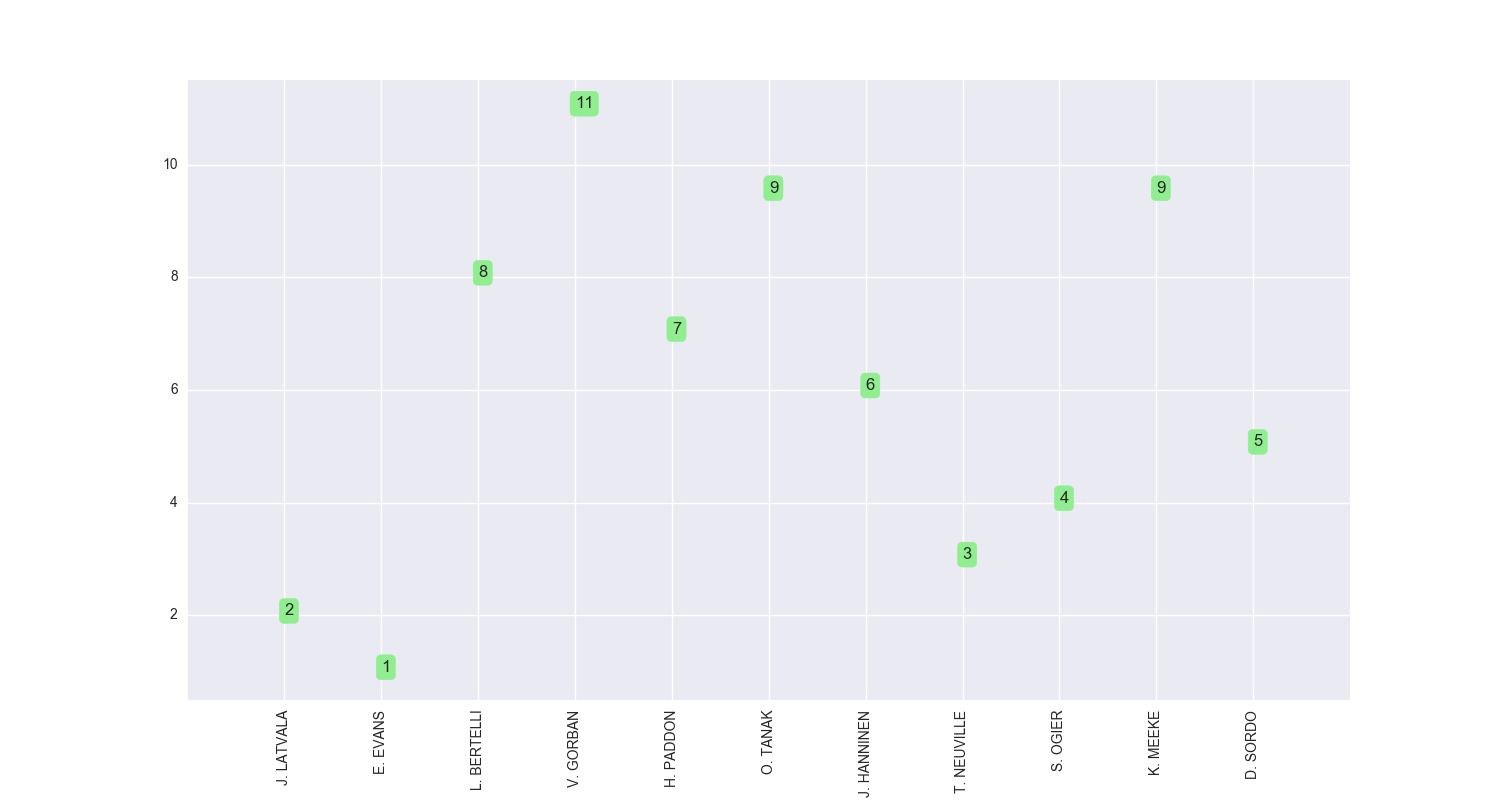 11
10
9
9
8
8
7
6
6
5
4
4
3
2
2
1
J. LATVALA
E. EVANS
L. BERTELLI
V. GORBAN
H. PADDON
O. TANAK
J. HANNINEN
T. NEUVILLE
S. OGIER
K. MEEKE
D. SORDO